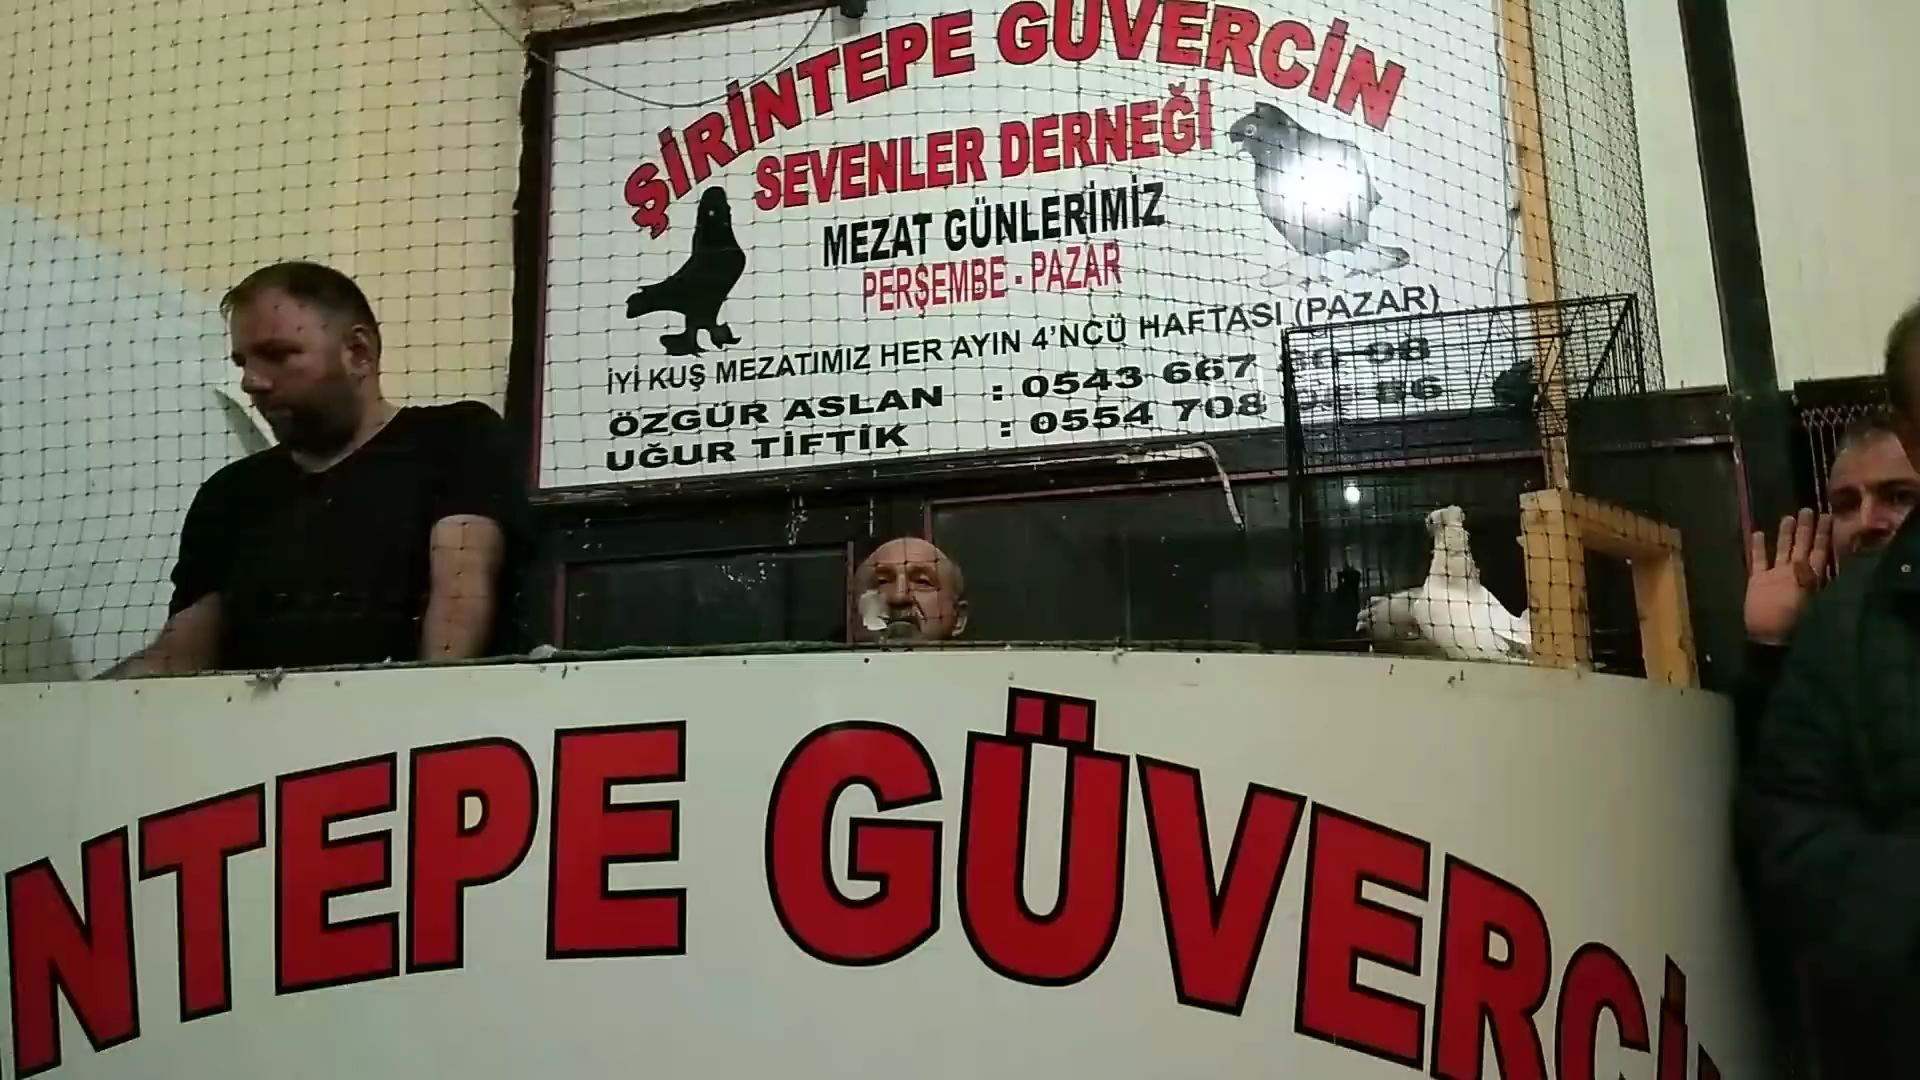 ŞİRİNTEPE GÜVERCİN
SEVENLER DERNEĞİ
MEZAT GÜNLERİMİZ
PERŞEMBE - PAZAR
İYİ KUŞ MEZATIMIZ HER AYIN 4'NCÜ HAFTASI (PAZAR)
ÖZGÜR ASLAN : 0543 667
UĞUR TİFTİK : 0554 708
NTEPE GÜVERCİ